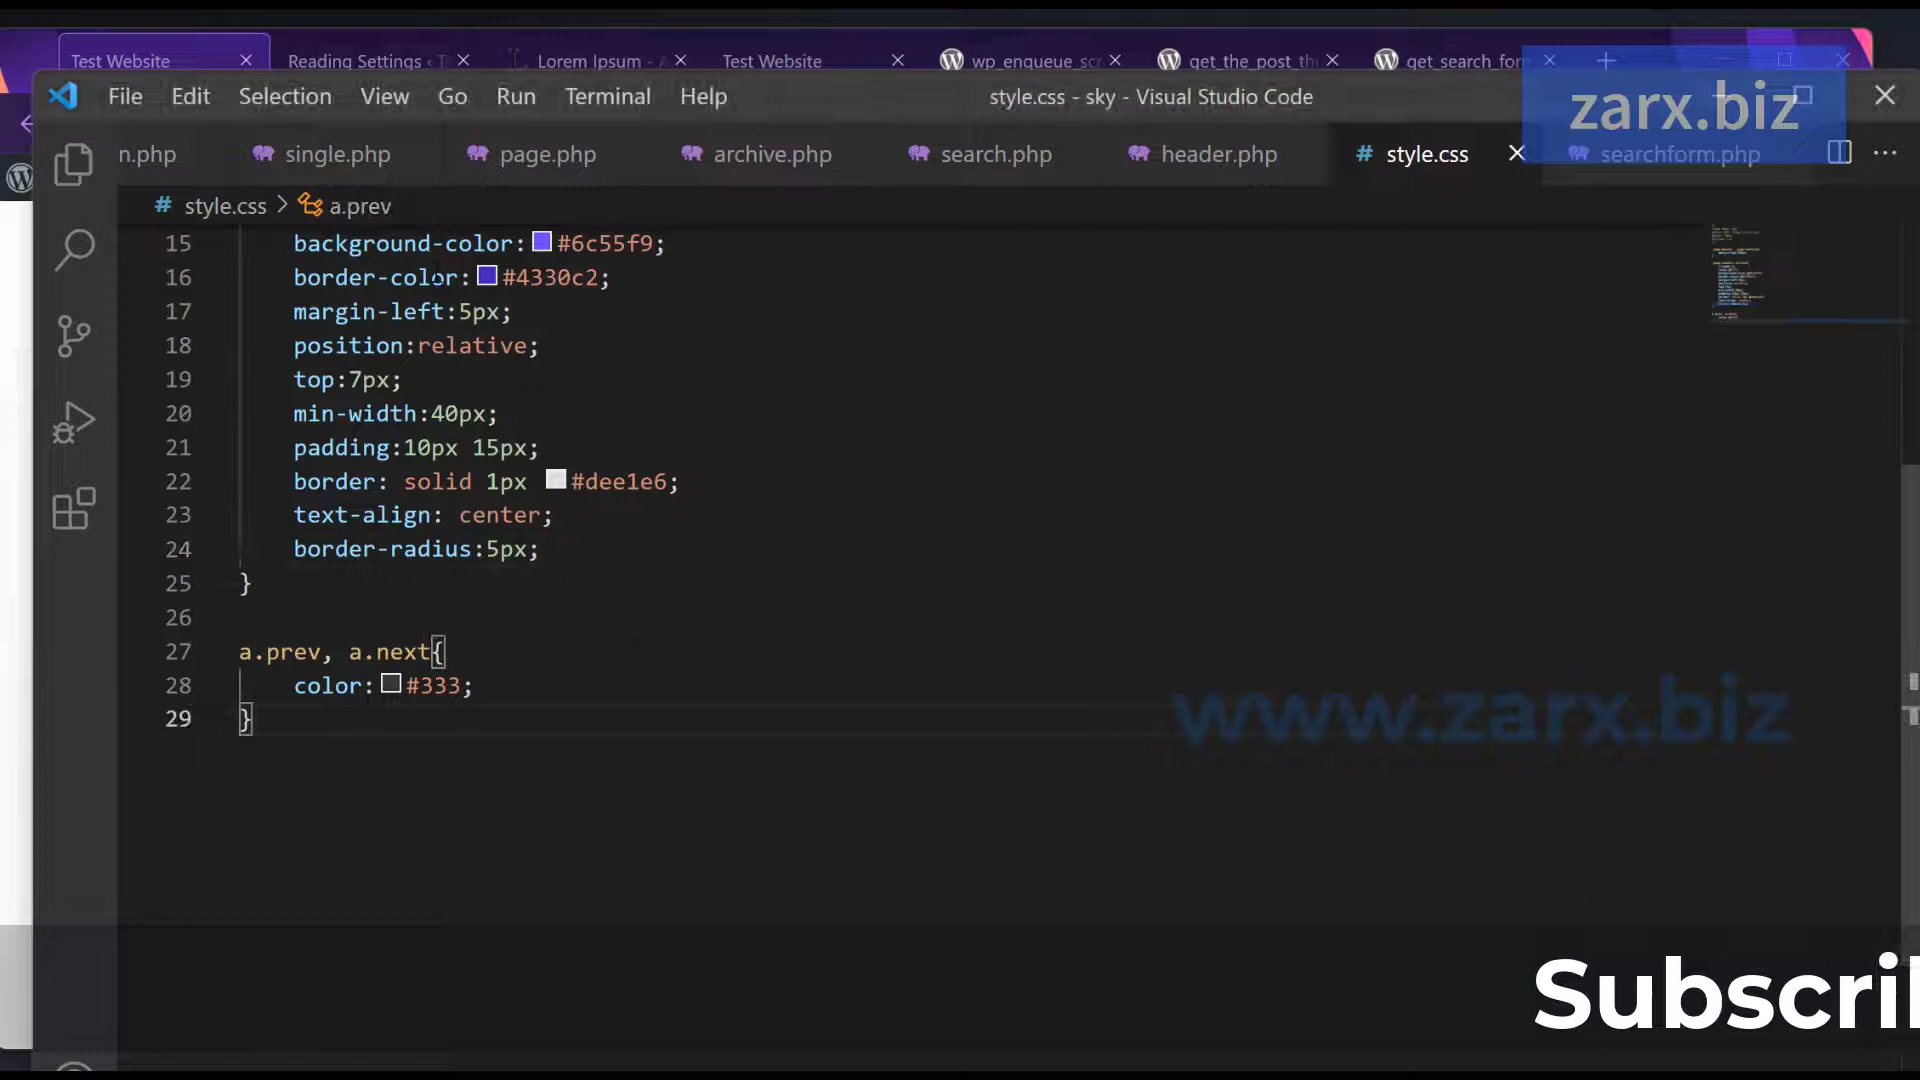 Test Website
Reading Settings
Lorem Ipsum - A
Test Website
wp_enqueue_scr
get_the_post_th
get_search_for
zarx.biz
File Edit Selection View Go Run Terminal Help
style.css - sky - Visual Studio Code
n.php
single.php
page.php
archive.php
search.php
header.php
# style.css
searchform.php
# style.css > a.prev
15 background-color: #6c55f9;
16 border-color: #4330c2;
17 margin-left:5px;
18 position:relative;
19 top:7px;
20 min-width:40px;
21 padding:10px 15px;
22 border: solid 1px #dee1e6;
23 text-align: center;
24 border-radius:5px;
25 }
26
27 a.prev, a.next{
28 color: #333;
29 }
www.zarx.biz
Subscri